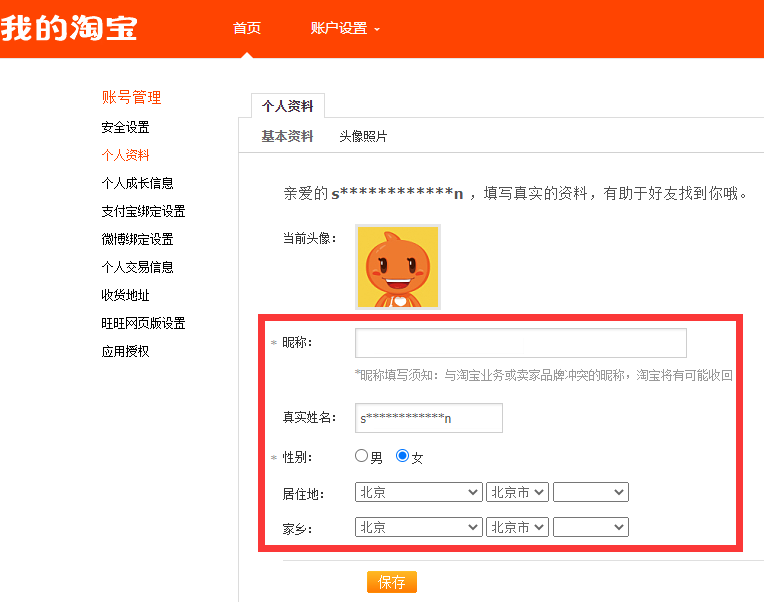 我的淘宝 首页 账户设置
账号管理
安全设置
个人资料
个人成长信息
支付宝绑定设置
微博绑定设置
个人交易信息
收货地址
旺旺网页版设置
应用授权
个人资料
基本资料 头像照片
亲爱的 s************n ，填写真实的资料，有助于好友找到你哦。
当前头像：
* 昵称：
*昵称填写须知：与淘宝业务或卖家品牌冲突的昵称，淘宝将有可能收回
真实姓名： s************n
* 性别： 男 女
居住地： 北京 北京市
家乡： 北京 北京市
保存